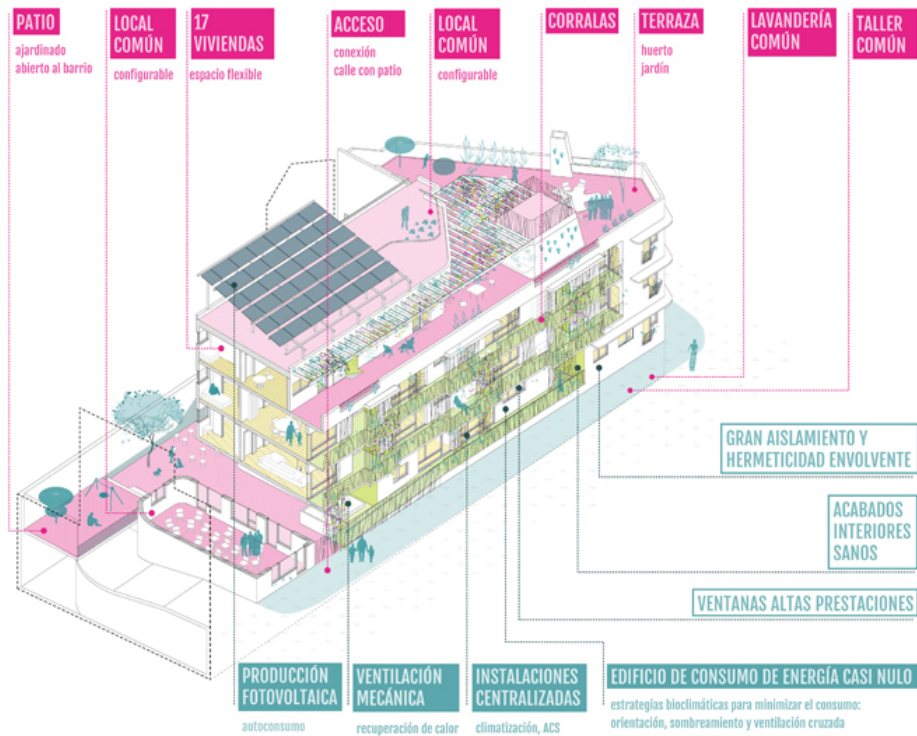 PATIO
ajardinado
abierto al barrio
LOCAL
COMÚN
configurable
17
VIVIENDAS
espacio flexible
ACCESO
conexión
calle con patio
LOCAL
COMÚN
configurable
CORRALAS
TERRAZA
huerto
jardín
LAVANDERÍA
COMÚN
TALLER
COMÚN
GRAN AISLAMIENTO Y
HERMETICIDAD ENVOLVENTE
ACABADOS
INTERIORES
SANOS
VENTANAS ALTAS PRESTACIONES
PRODUCCIÓN
FOTOVOLTAICA
autoconsumo
VENTILACIÓN
MECÁNICA
recuperación de calor
INSTALACIONES
CENTRALIZADAS
climatización, ACS
EDIFICIO DE CONSUMO DE ENERGÍA CASI NULO
estrategias bioclimáticas para minimizar el consumo:
orientación, sombreamiento y ventilación cruzada